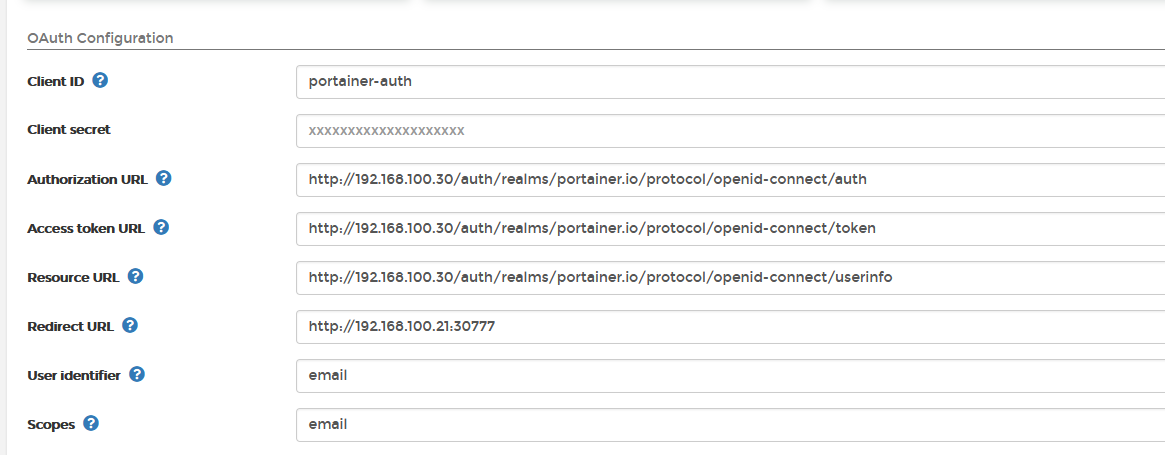 OAuth Configuration
Client ID portainer-auth
Client secret xxxxxxxxxxxxxxxxxxxx
Authorization URL http://192.168.100.30/auth/realms/portainer.io/protocol/openid-connect/auth
Access token URL http://192.168.100.30/auth/realms/portainer.io/protocol/openid-connect/token
Resource URL http://192.168.100.30/auth/realms/portainer.io/protocol/openid-connect/userinfo
Redirect URL http://192.168.100.21:30777
User identifier email
Scopes email